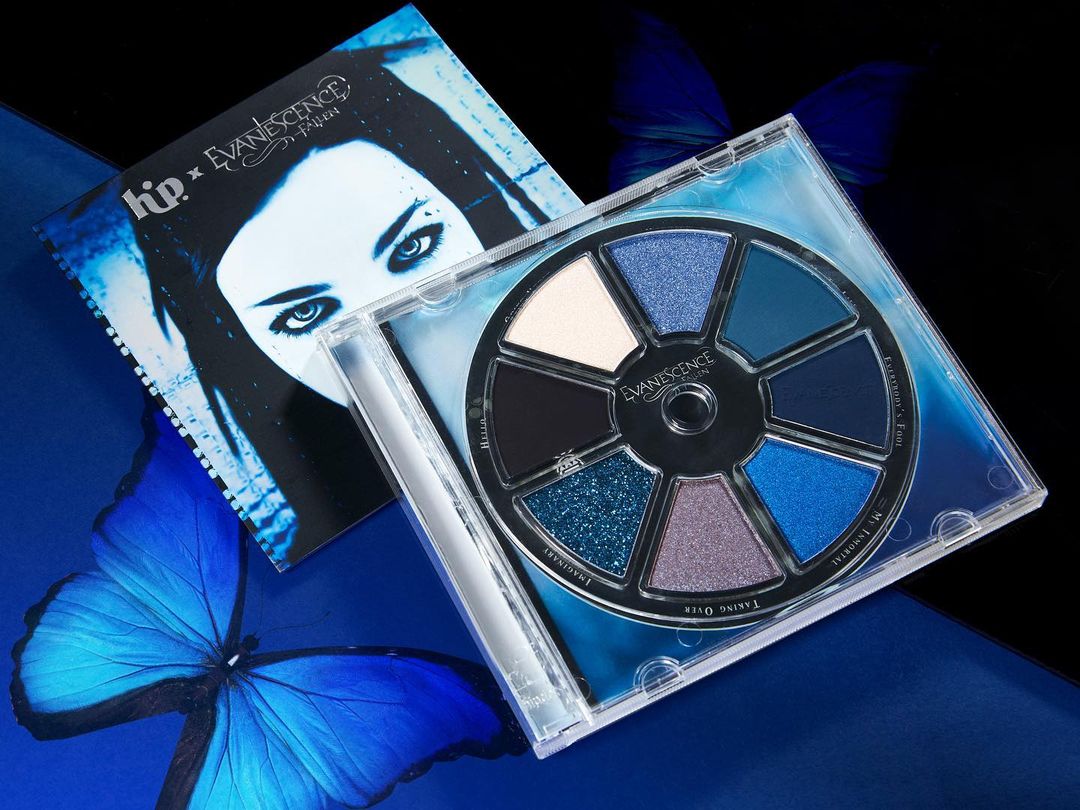 hip
x
EVANESCENCE
FALLEN
EVANESCENCE
FALLEN
EVERYBODY'S FOOL
MY IMMORTAL
TAKING OVER
IMAGINARY
HELLO